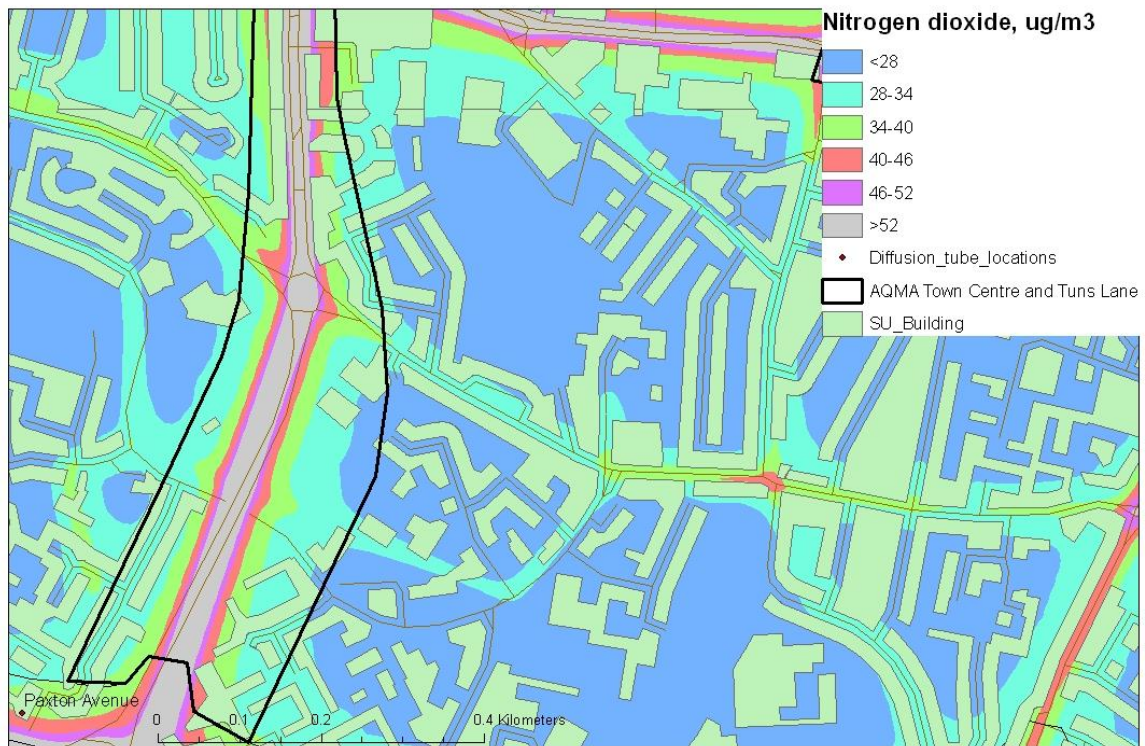 Nitrogen dioxide, ug/m3
<28
28-34
34-40
40-46
46-52
>52
Diffusion_tube_locations
AQMA Town Centre and Tuns Lane
SU_Building
Paxton Avenue
0 0.1 0.2 0.4 Kilometers